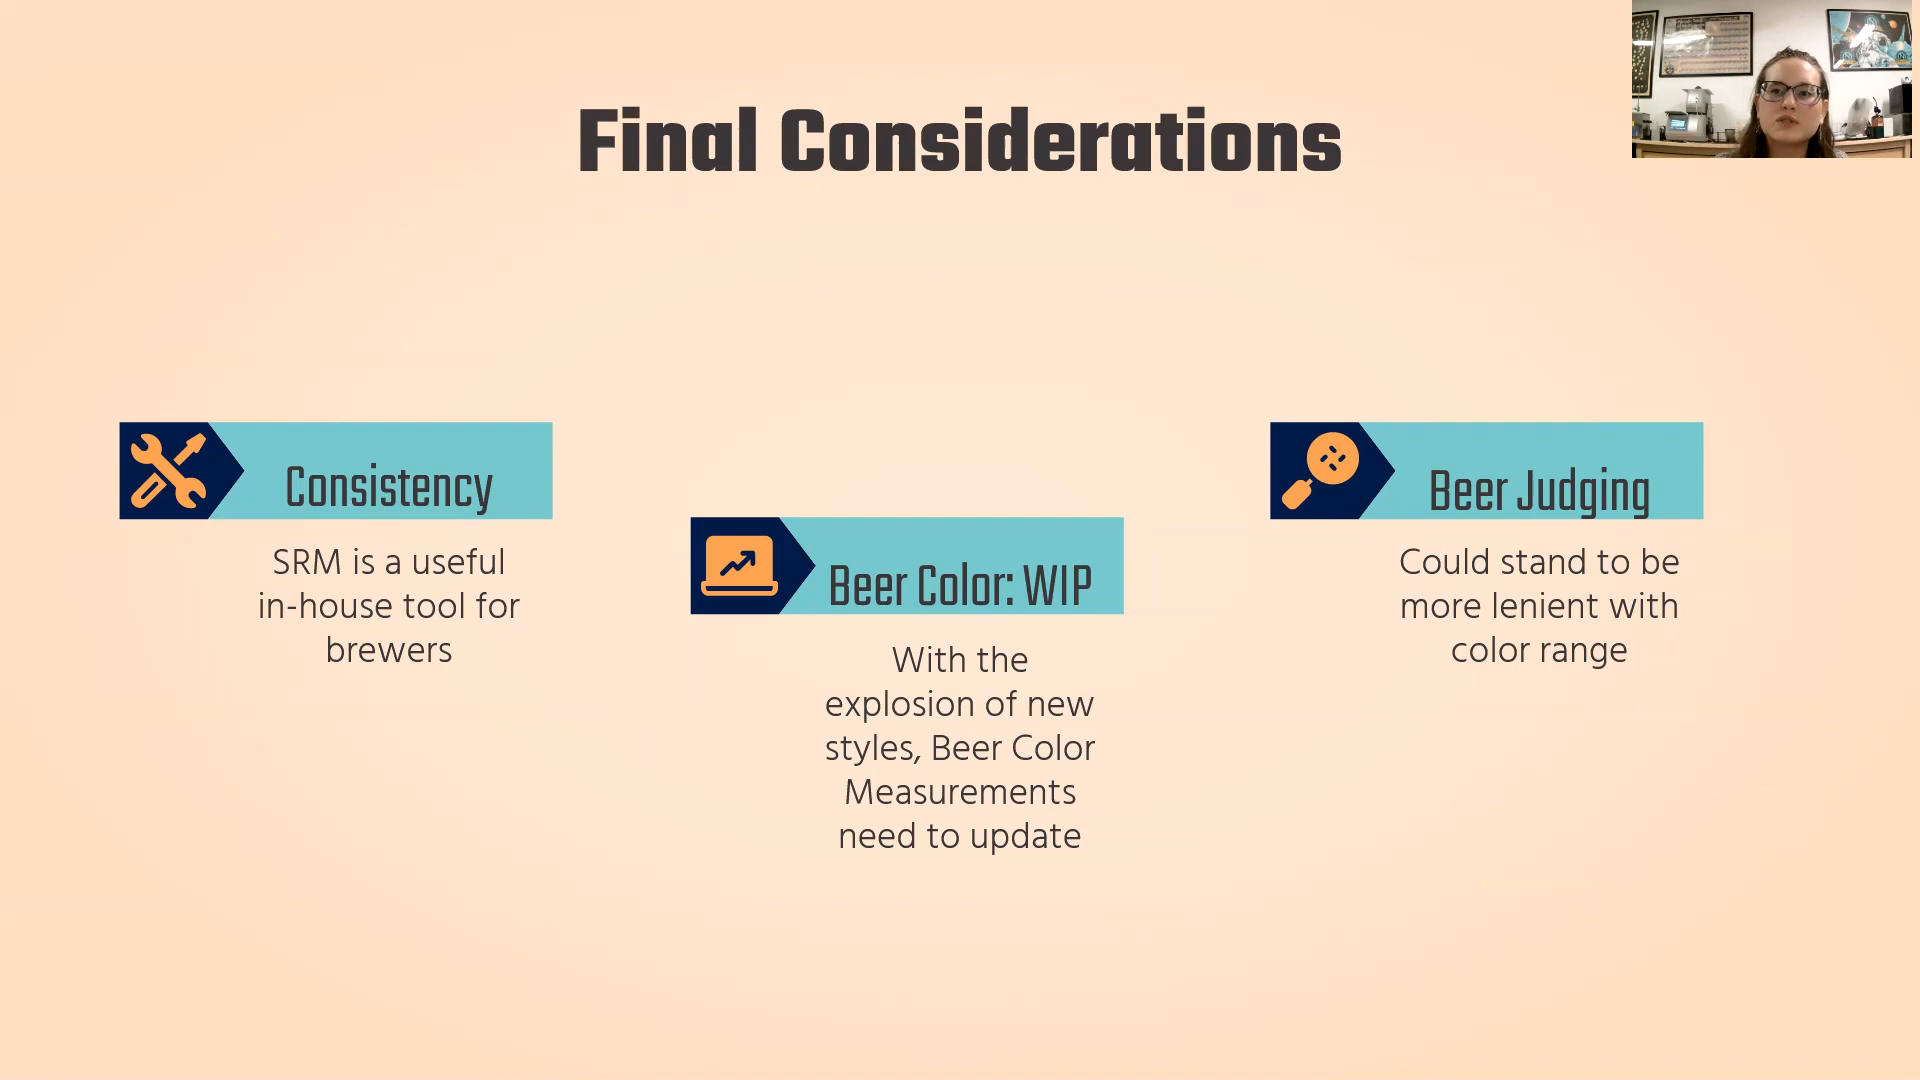 Final Considerations
Consistency
SRM is a useful
in-house tool for
brewers
Beer Color: WIP
With the
explosion of new
styles, Beer Color
Measurements
need to update
Beer Judging
Could stand to be
more lenient with
color range